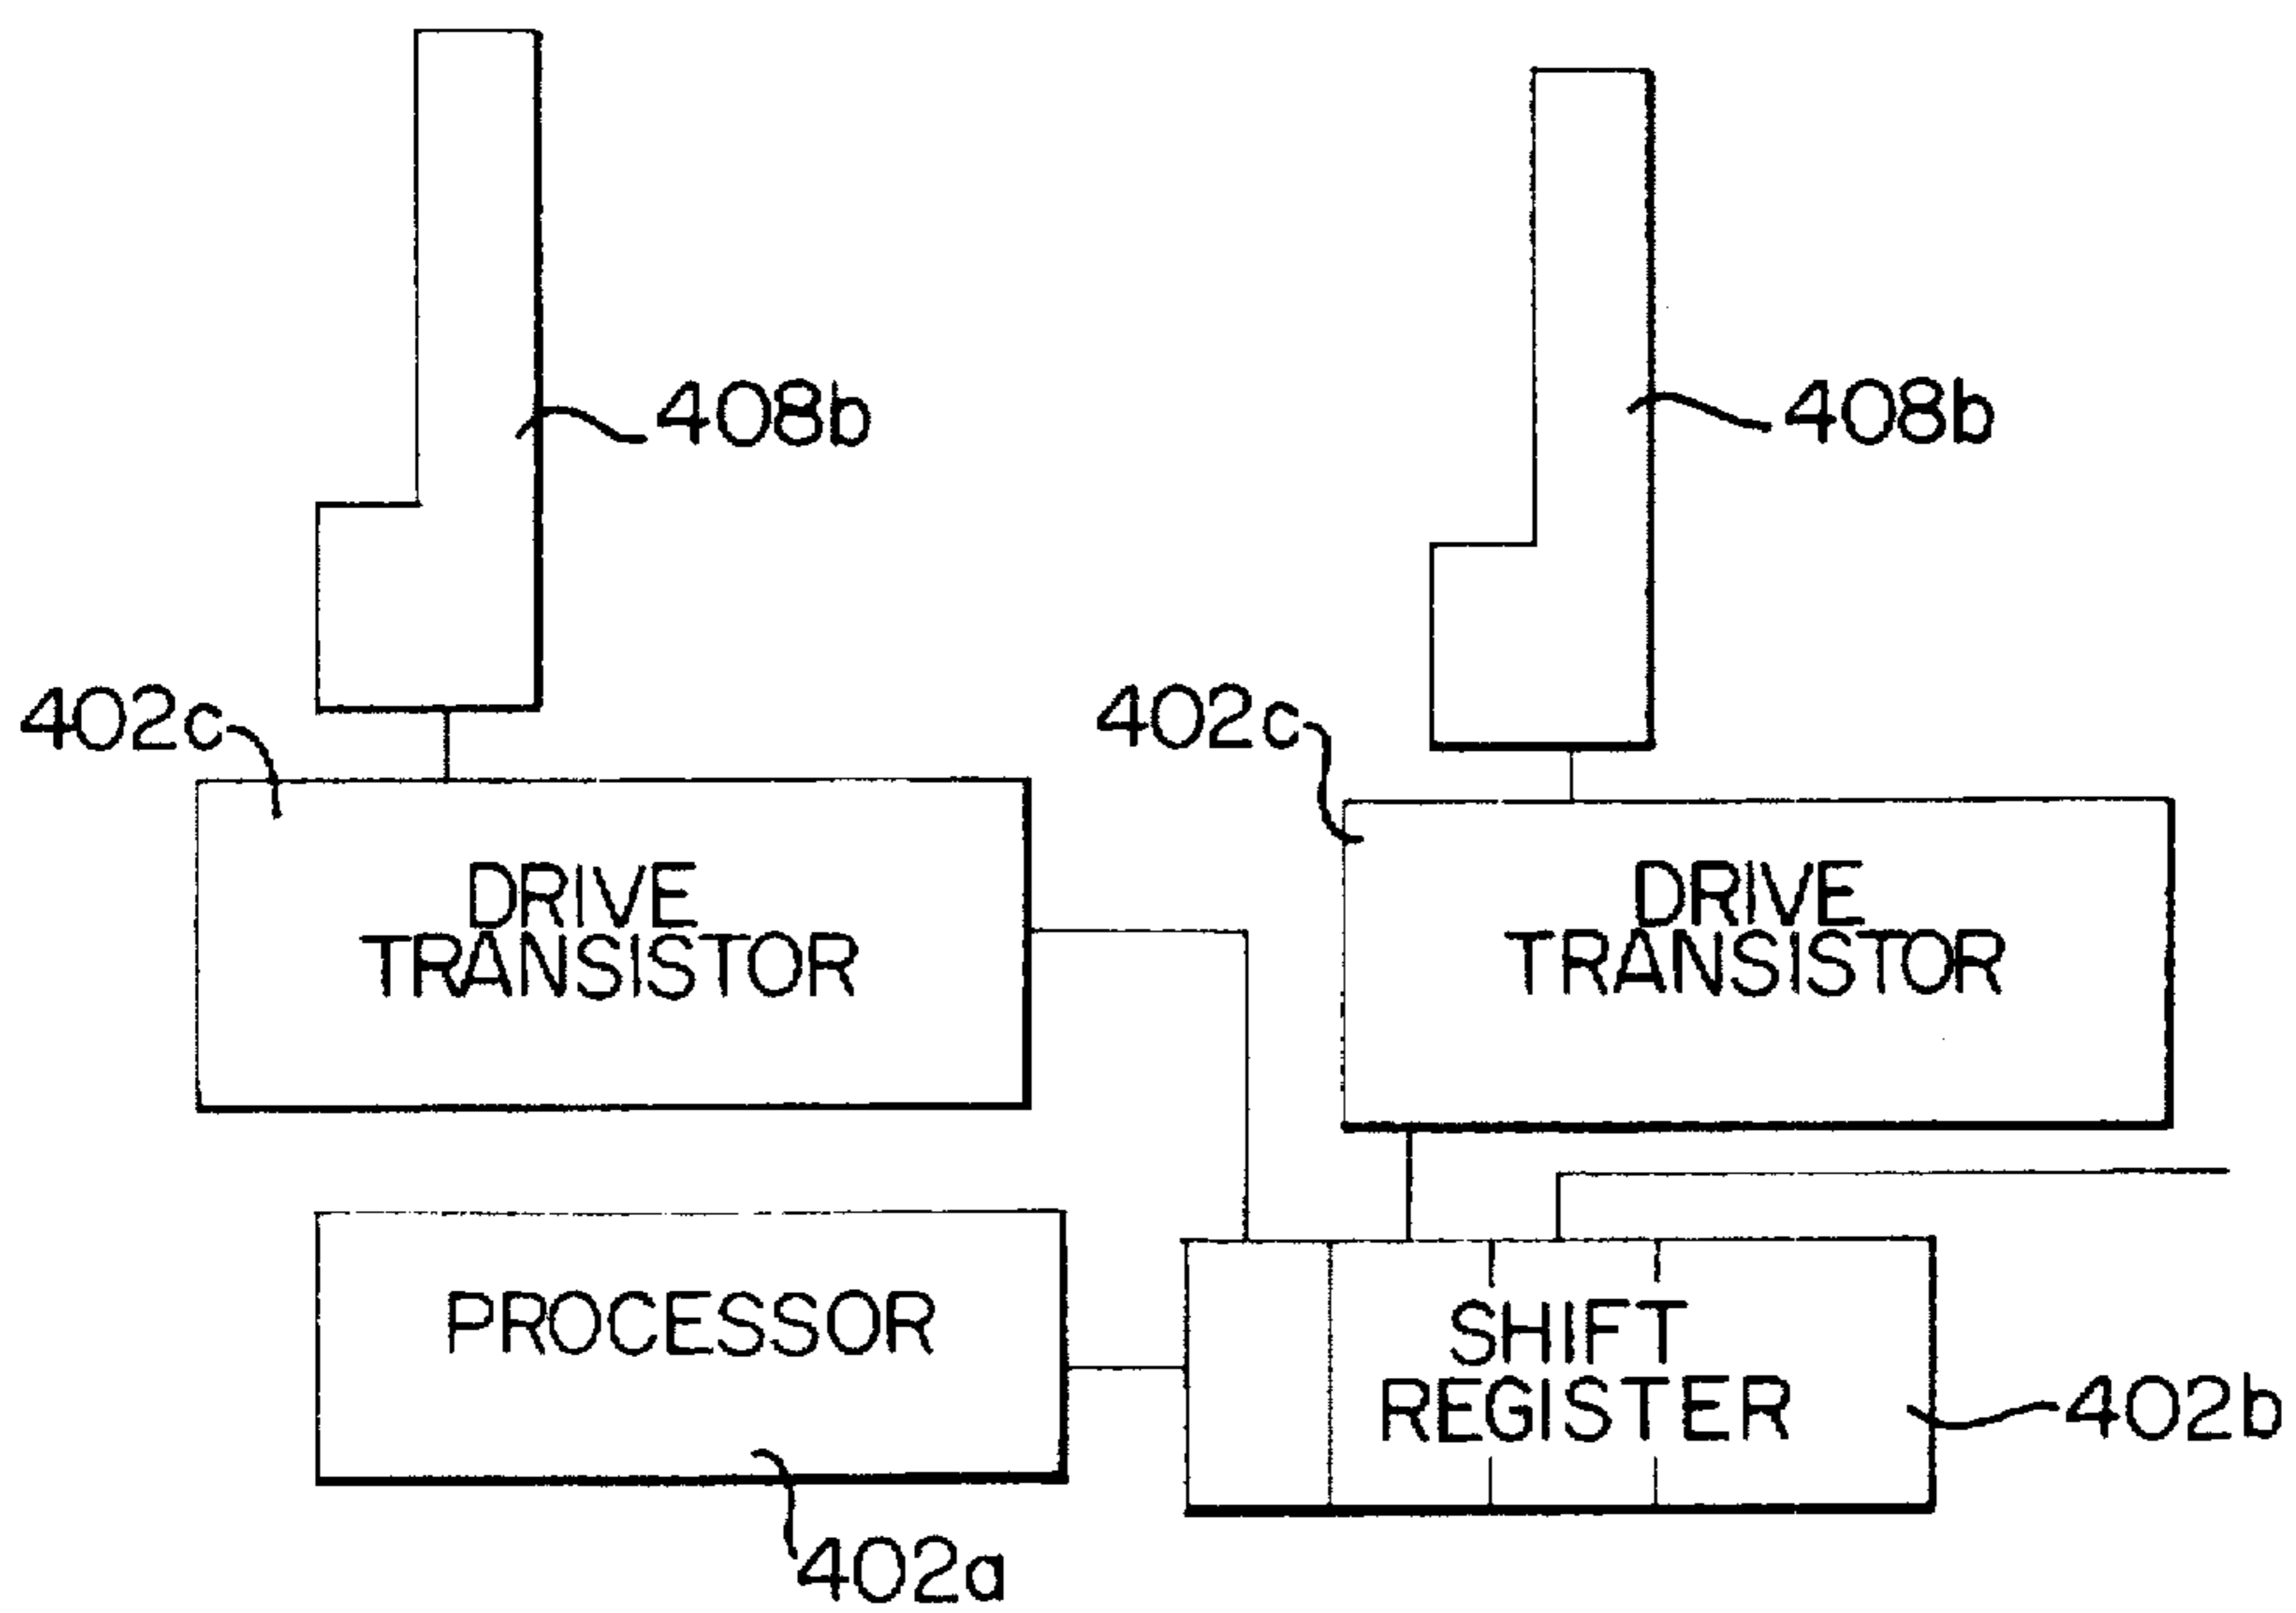 408b
408b
402c
402c
DRIVE
TRANSISTOR
DRIVE
TRANSISTOR
PROCESSOR
SHIFT
REGISTER
402b
402a